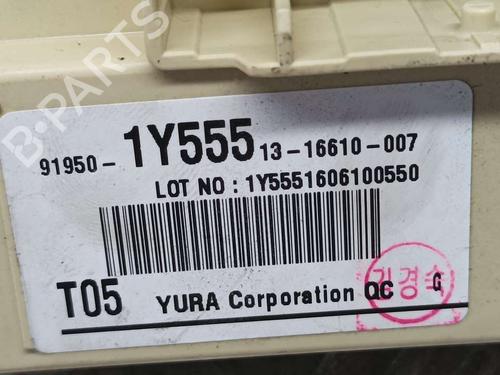 B-PARTS
91950-1Y555 13-16610-007
LOT NO : 1Y5551606100550
T05 YURA Corporation QC G
김경숙